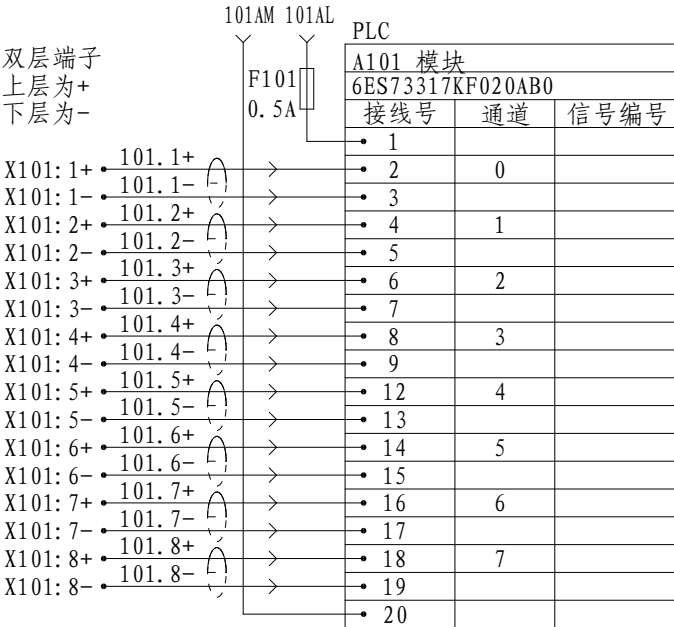 101AM 101AL
PLC
双层端子
上层为+
下层为-
F101
0.5A
A101 模块
6ES73317KF020AB0
接线号 通道 信号编号
1
X101:1+ 101.1+ 2 0
X101:1- 101.1- 3
X101:2+ 101.2+ 4 1
X101:2- 101.2- 5
X101:3+ 101.3+ 6 2
X101:3- 101.3- 7
X101:4+ 101.4+ 8 3
X101:4- 101.4- 9
X101:5+ 101.5+ 12 4
X101:5- 101.5- 13
X101:6+ 101.6+ 14 5
X101:6- 101.6- 15
X101:7+ 101.7+ 16 6
X101:7- 101.7- 17
X101:8+ 101.8+ 18 7
X101:8- 101.8- 19
20